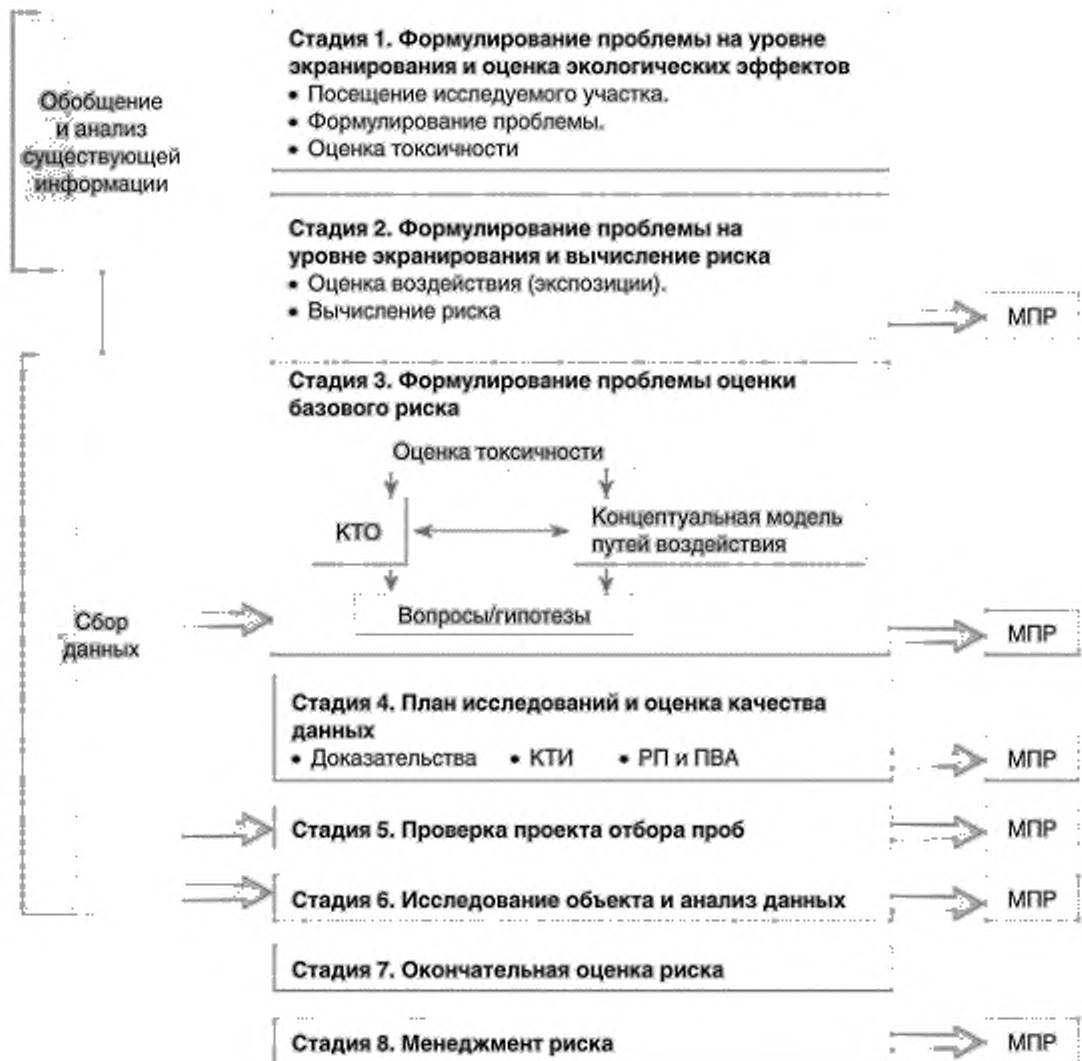 Обобщение
и анализ
существующей
информации
Стадия 1. Формулирование проблемы на уровне
экранирования и оценка экологических эффектов
• Посещение исследуемого участка.
• Формулирование проблемы.
• Оценка токсичности
Стадия 2. Формулирование проблемы на
уровне экранирования и вычисление риска
• Оценка воздействия (экспозиции).
• Вычисление риска
МПР
Стадия 3. Формулирование проблемы оценки
базового риска
Оценка токсичности
КТО
Концептуальная модель
путей воздействия
Вопросы/гипотезы
Сбор
данных
МПР
Стадия 4. План исследований и оценка качества
данных
• Доказательства • КТИ • РП и ПВА
МПР
Стадия 5. Проверка проекта отбора проб
МПР
Стадия 6. Исследование объекта и анализ данных
МПР
Стадия 7. Окончательная оценка риска
Стадия 8. Менеджмент риска
МПР